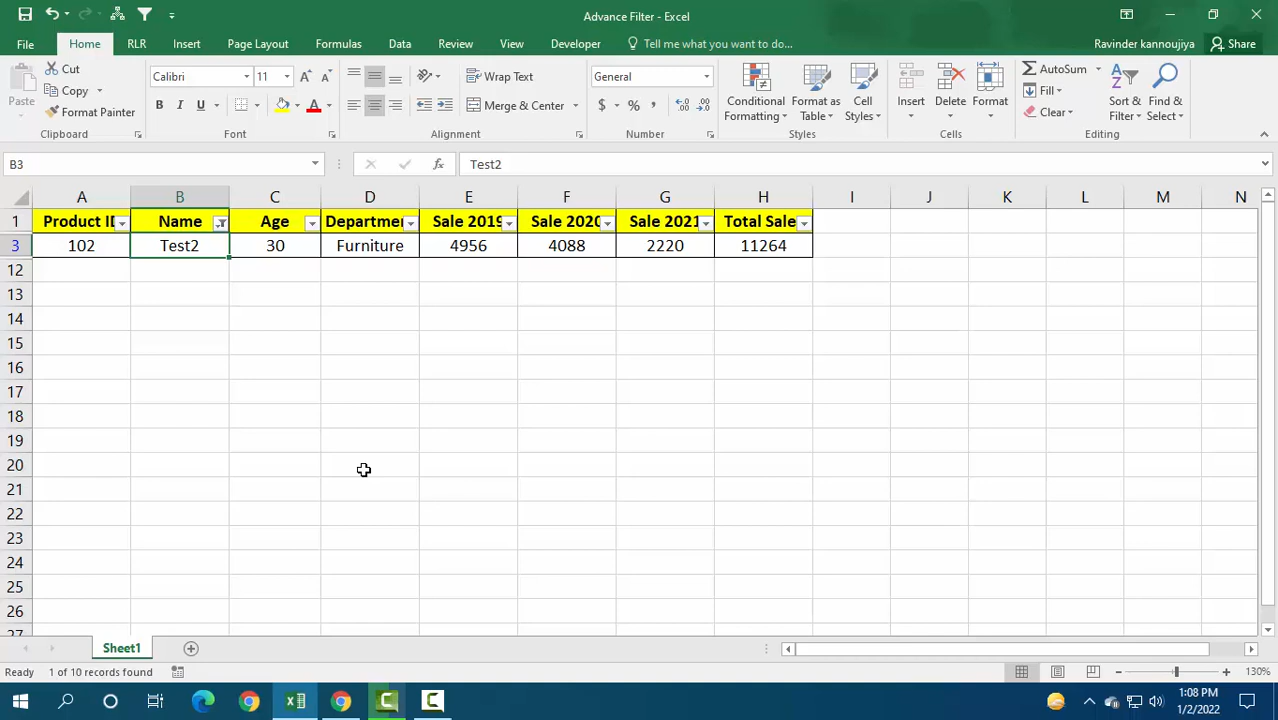 Advance Filter - Excel
File Home RLR Insert Page Layout Formulas Data Review View Developer Tell me what you want to do... Ravinder kannoujiya Share
Paste Cut Copy Format Painter Clipboard
Calibri 11 B I U A Font
Wrap Text Merge & Center Alignment
General $ % , Number
Conditional Formatting Format as Table Cell Styles Styles
Insert Delete Format Cells
AutoSum Fill Clear Sort & Filter Find & Select Editing
B3 fx Test2
A B C D E F G H I J K L M N
1 Product ID Name Age Departmen Sale 2019 Sale 2020 Sale 2021 Total Sale
3 102 Test2 30 Furniture 4956 4088 2220 11264
12
13
14
15
16
17
18
19
20
21
22
23
24
25
26
27
Sheet1
Ready 1 of 10 records found 130%
1:08 PM
1/2/2022